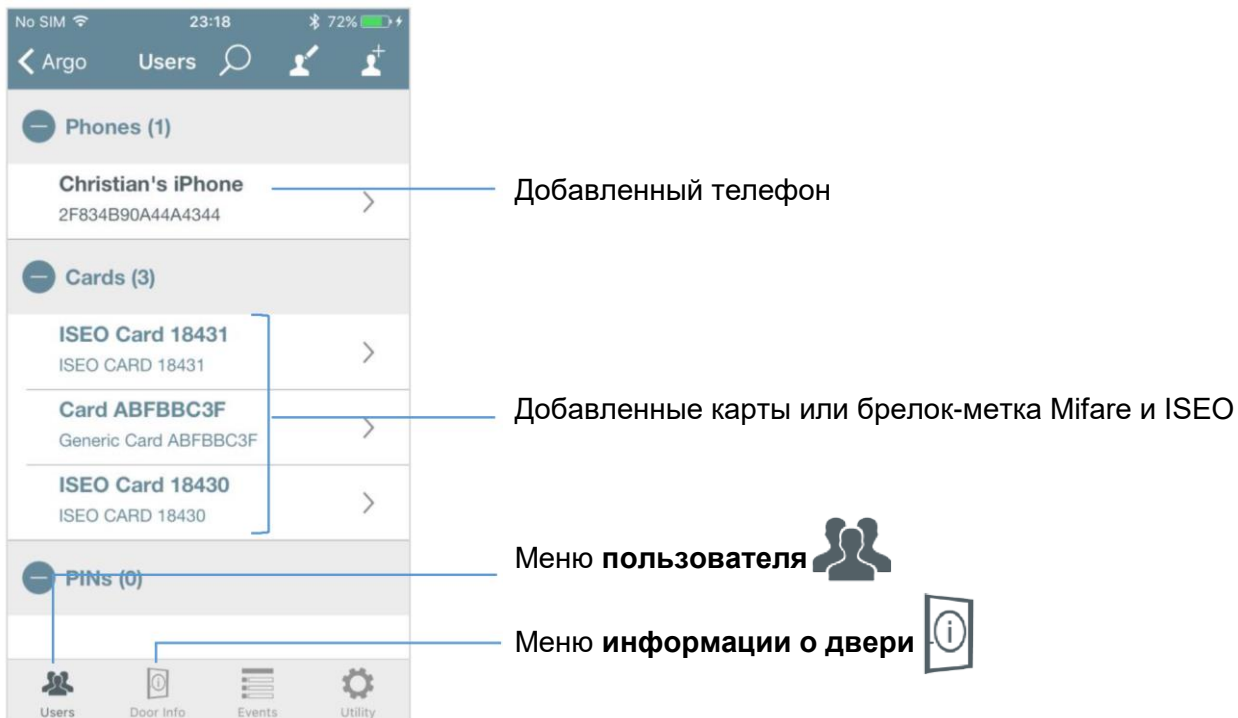 No SIM 23:18 72%
Argo Users
Phones (1)
Christian's iPhone
2F834B90A44A4344
Добавленный телефон
Cards (3)
ISEO Card 18431
ISEO CARD 18431
Card ABFBBC3F
Generic Card ABFBBC3F
Добавленные карты или брелок-метка Mifare и ISEO
ISEO Card 18430
ISEO CARD 18430
Меню пользователя
PINs (0)
Меню информации о двери
Users Door Info Events Utility